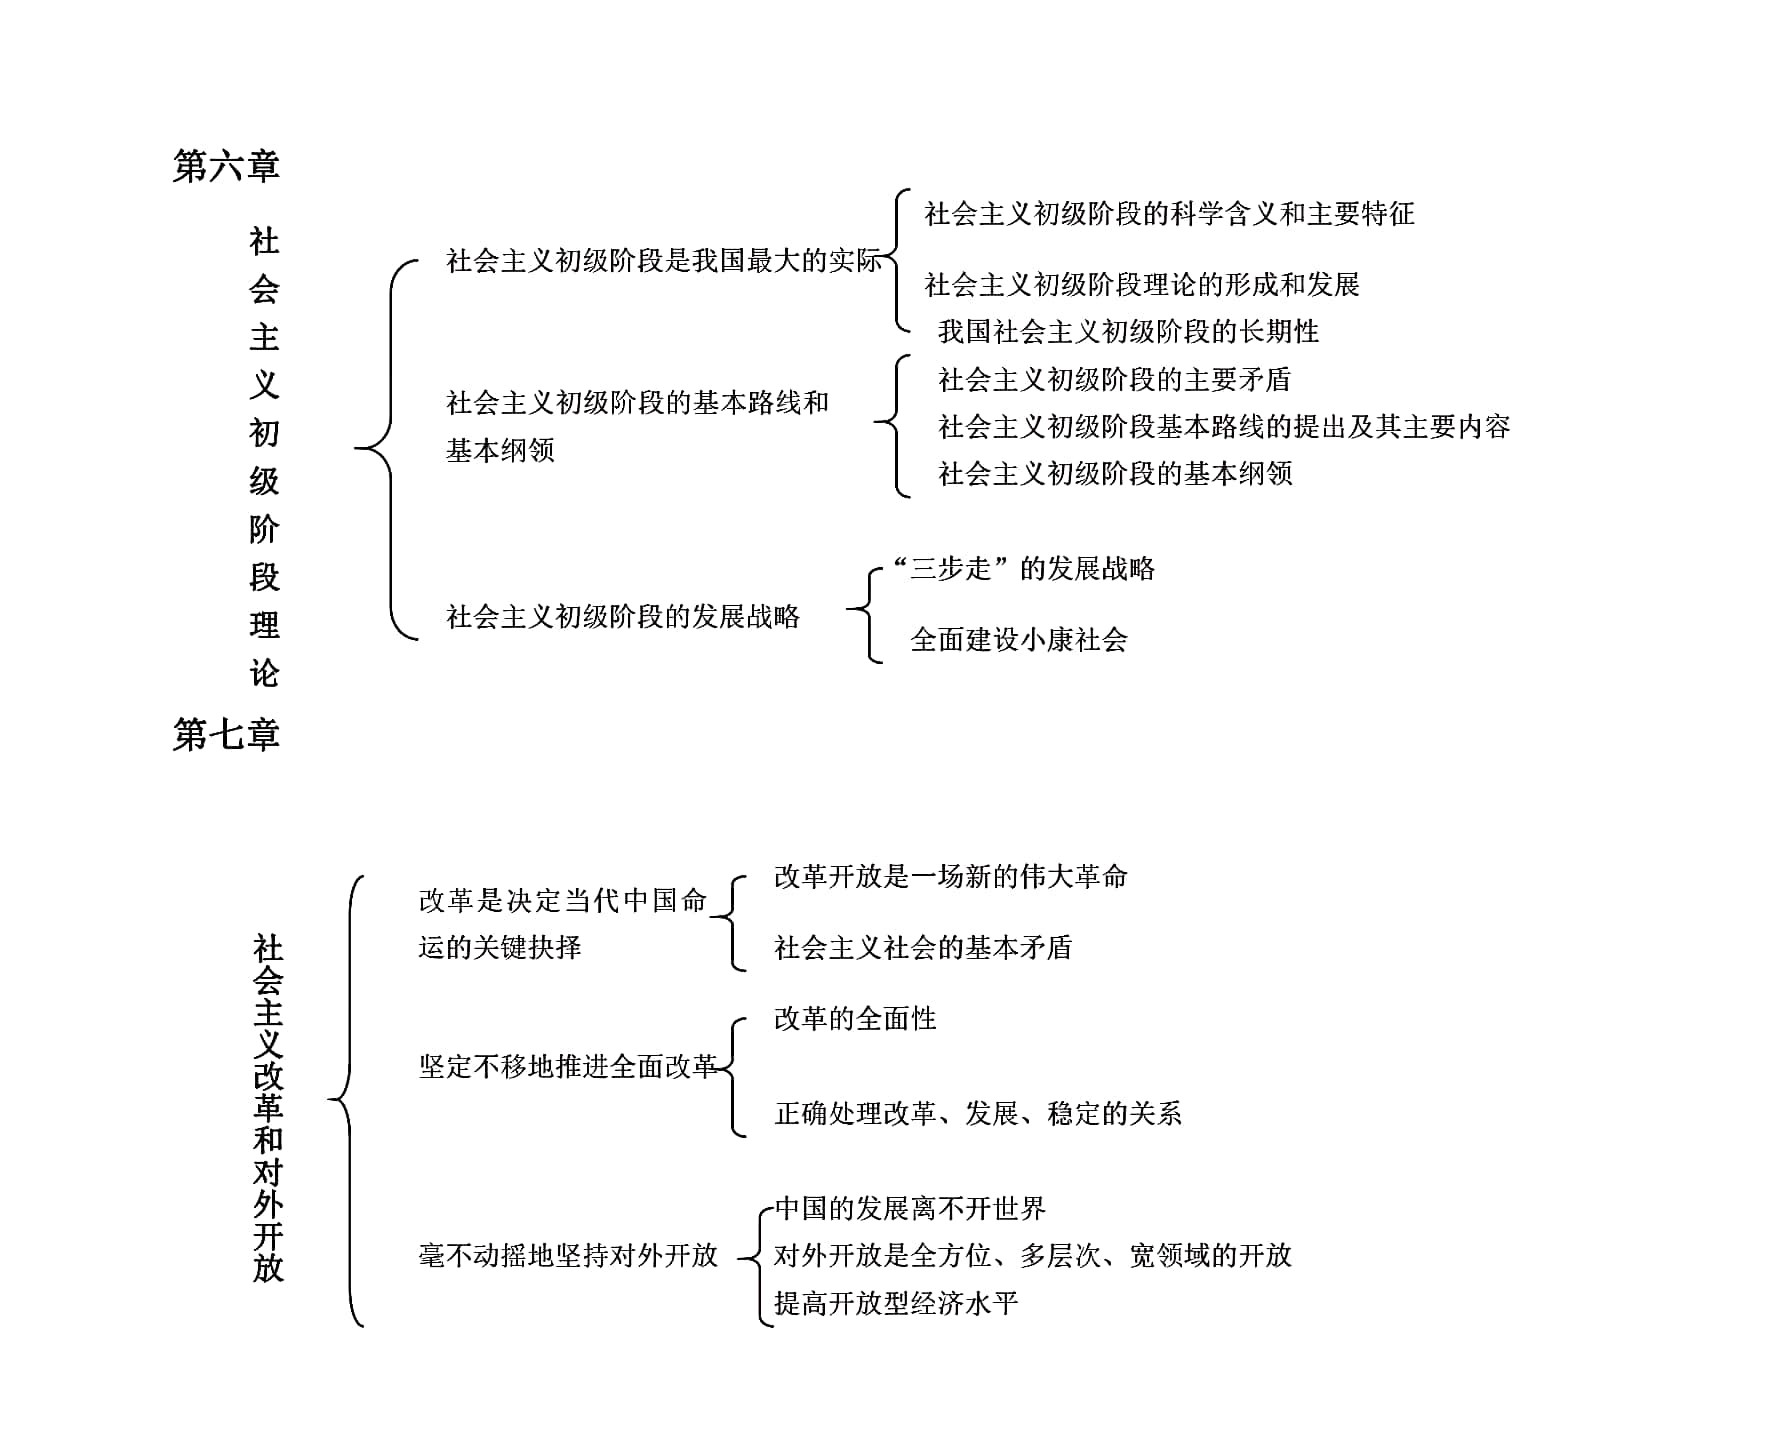 第六章
社会主义初级阶段理论
社会主义初级阶段是我国最大的实际
社会主义初级阶段的科学含义和主要特征
社会主义初级阶段理论的形成和发展
我国社会主义初级阶段的长期性
社会主义初级阶段的基本路线和
基本纲领
社会主义初级阶段的主要矛盾
社会主义初级阶段基本路线的提出及其主要内容
社会主义初级阶段的基本纲领
社会主义初级阶段的发展战略
“三步走”的发展战略
全面建设小康社会
第七章
社会主义改革和对外开放
改革是决定当代中国命
运的关键抉择
改革开放是一场新的伟大革命
社会主义社会的基本矛盾
坚定不移地推进全面改革
改革的全面性
正确处理改革、发展、稳定的关系
毫不动摇地坚持对外开放
中国的发展离不开世界
对外开放是全方位、多层次、宽领域的开放
提高开放型经济水平